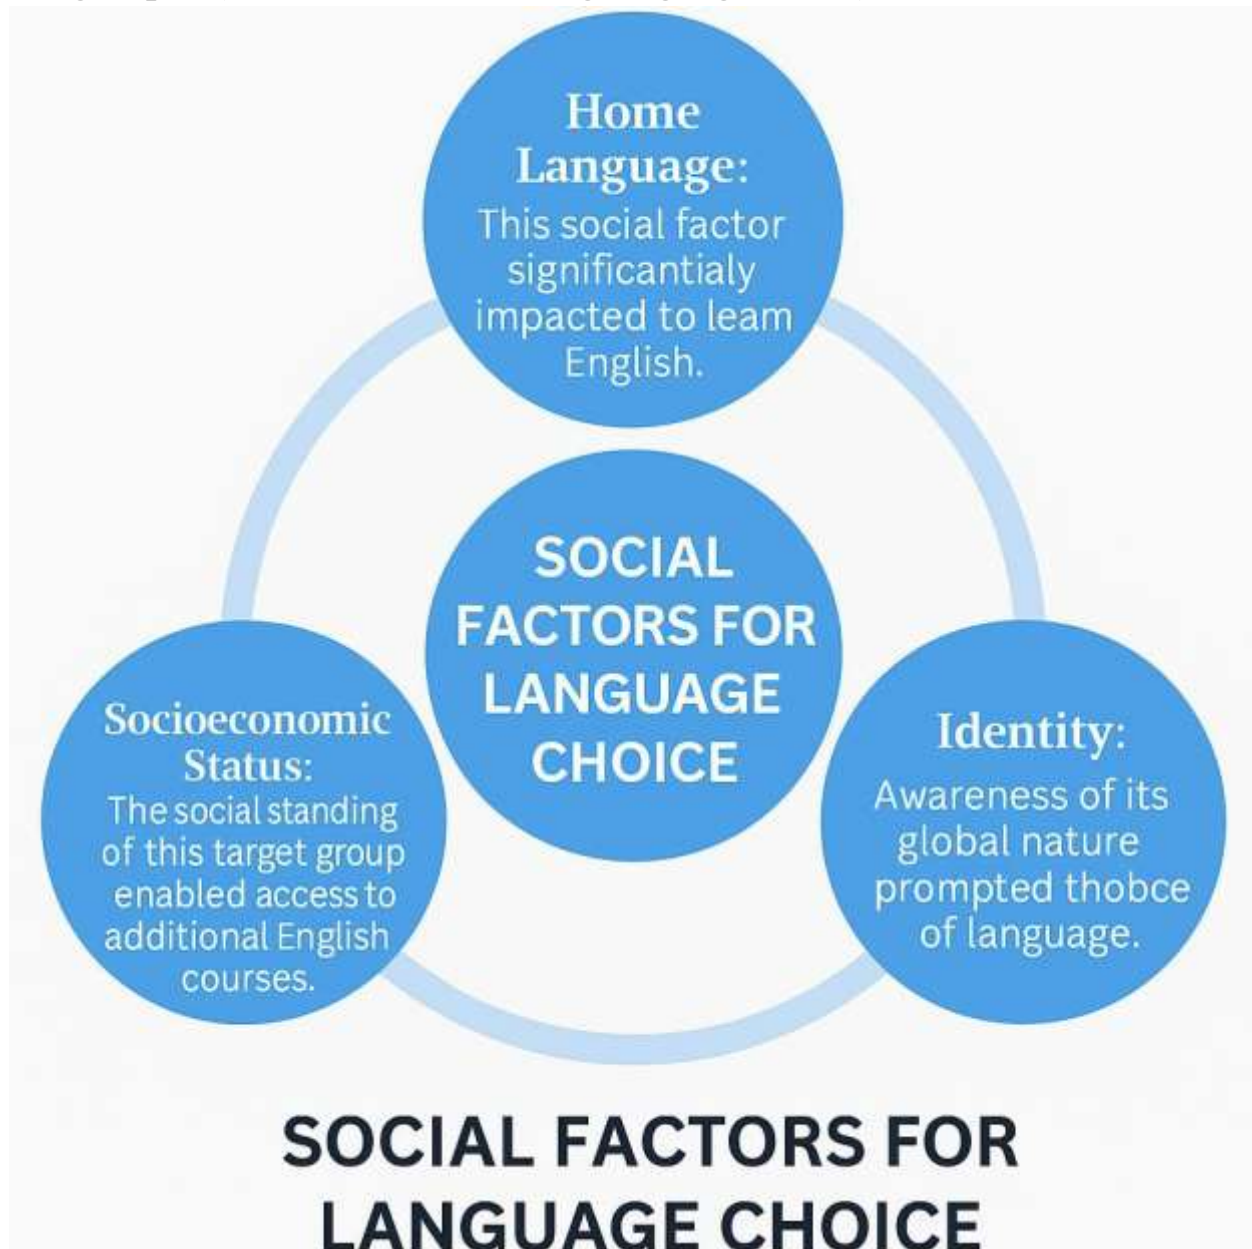 Home
Language:
This social factor
significantialy
impacted to leam
English.
SOCIAL
FACTORS FOR
LANGUAGE
CHOICE
Socioeconomic
Status:
The social standing
of this target group
enabled access to
additional English
courses.
Identity:
Awareness of its
global nature
prompted thobce
of language.
SOCIAL FACTORS FOR
LANGUAGE CHOICE